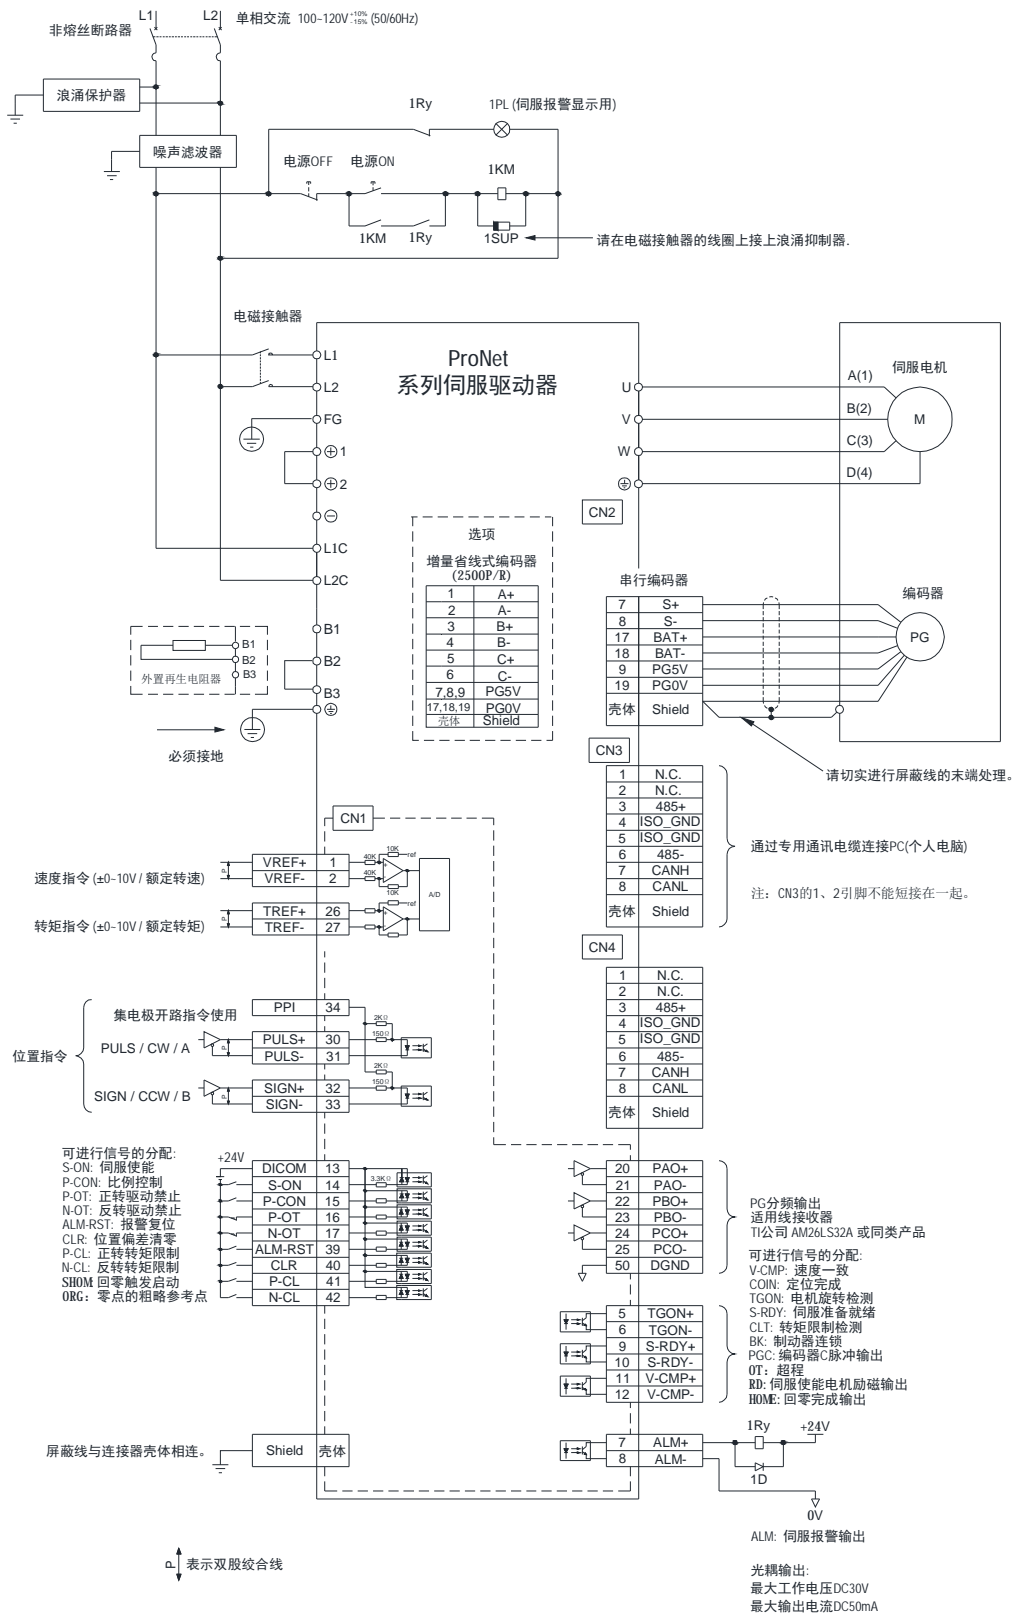 L1 L2 单相交流 100~120V +10% -15% (50/60Hz)
非熔丝断路器
浪涌保护器
噪声滤波器
1Ry 1PL (伺服报警显示用)
电源OFF 电源ON 1KM
1KM 1Ry 1SUP 请在电磁接触器的线圈上接上浪涌抑制器.
电磁接触器
ProNet
系列伺服驱动器
L1
L2
FG
1
2
L1C
L2C
B1
B2
B3
B1
B2
B3
外置再生电阻器
必须接地
U
V
W
A(1)
B(2)
C(3)
D(4)
伺服电机
M
CN2
选项
增量省线式编码器
(2500P/R)
1 A+
2 A-
3 B+
4 B-
5 C+
6 C-
7,8,9 PG5V
17,18,19 PG0V
壳体 Shield
串行编码器
7 S+
8 S-
17 BAT+
18 BAT-
9 PG5V
19 PG0V
壳体 Shield
编码器
PG
请切实进行屏蔽线的末端处理。
CN3
1 N.C.
2 N.C.
3 485+
4 ISO_GND
5 ISO_GND
6 485-
7 CANH
8 CANL
壳体 Shield
通过专用通讯电缆连接PC(个人电脑)
注: CN3的1、2引脚不能短接在一起。
CN4
1 N.C.
2 N.C.
3 485+
4 ISO_GND
5 ISO_GND
6 485-
7 CANH
8 CANL
壳体 Shield
CN1
速度指令 (±0~10V / 额定转速) P VREF+ 1
VREF- 2
40K 10K ref
40K 10K
A/D
转矩指令 (±0~10V / 额定转矩) P TREF+ 26
TREF- 27
ref
位置指令
集电极开路指令使用 PPI 34
PULS / CW / A P PULS+ 30
PULS- 31
2KΩ
150Ω
SIGN / CCW / B P SIGN+ 32
SIGN- 33
2KΩ
150Ω
可进行信号的分配:
S-ON: 伺服使能
P-CON: 比例控制
P-OT: 正转驱动禁止
N-OT: 反转驱动禁止
ALM-RST: 报警复位
CLR: 位置偏差清零
P-CL: 正转转矩限制
N-CL: 反转转矩限制
SHOM:回零触发启动
ORG: 零点的粗略参考点
+24V
DICOM 13
S-ON 14
P-CON 15
P-OT 16
N-OT 17
ALM-RST 39
CLR 40
P-CL 41
N-CL 42
3.3KΩ
20 PAO+
21 PAO-
22 PBO+
23 PBO-
24 PCO+
25 PCO-
50 DGND
PG分频输出
适用线接收器
TI公司 AM26LS32A 或同类产品
可进行信号的分配:
V-CMP: 速度一致
COIN: 定位完成
TGON: 电机旋转检测
S-RDY: 伺服准备就绪
CLT: 转矩限制检测
BK: 制动器连锁
PGC: 编码器C脉冲输出
OT: 超程
RD:伺服使能电机励磁输出
HOME:回零完成输出
5 TGON+
6 TGON-
9 S-RDY+
10 S-RDY-
11 V-CMP+
12 V-CMP-
7 ALM+
8 ALM-
1Ry +24V
1D
0V
ALM: 伺服报警输出
光耦输出:
最大工作电压DC30V
最大输出电流DC50mA
屏蔽线与连接器壳体相连。 Shield 壳体
P 表示双股绞合线